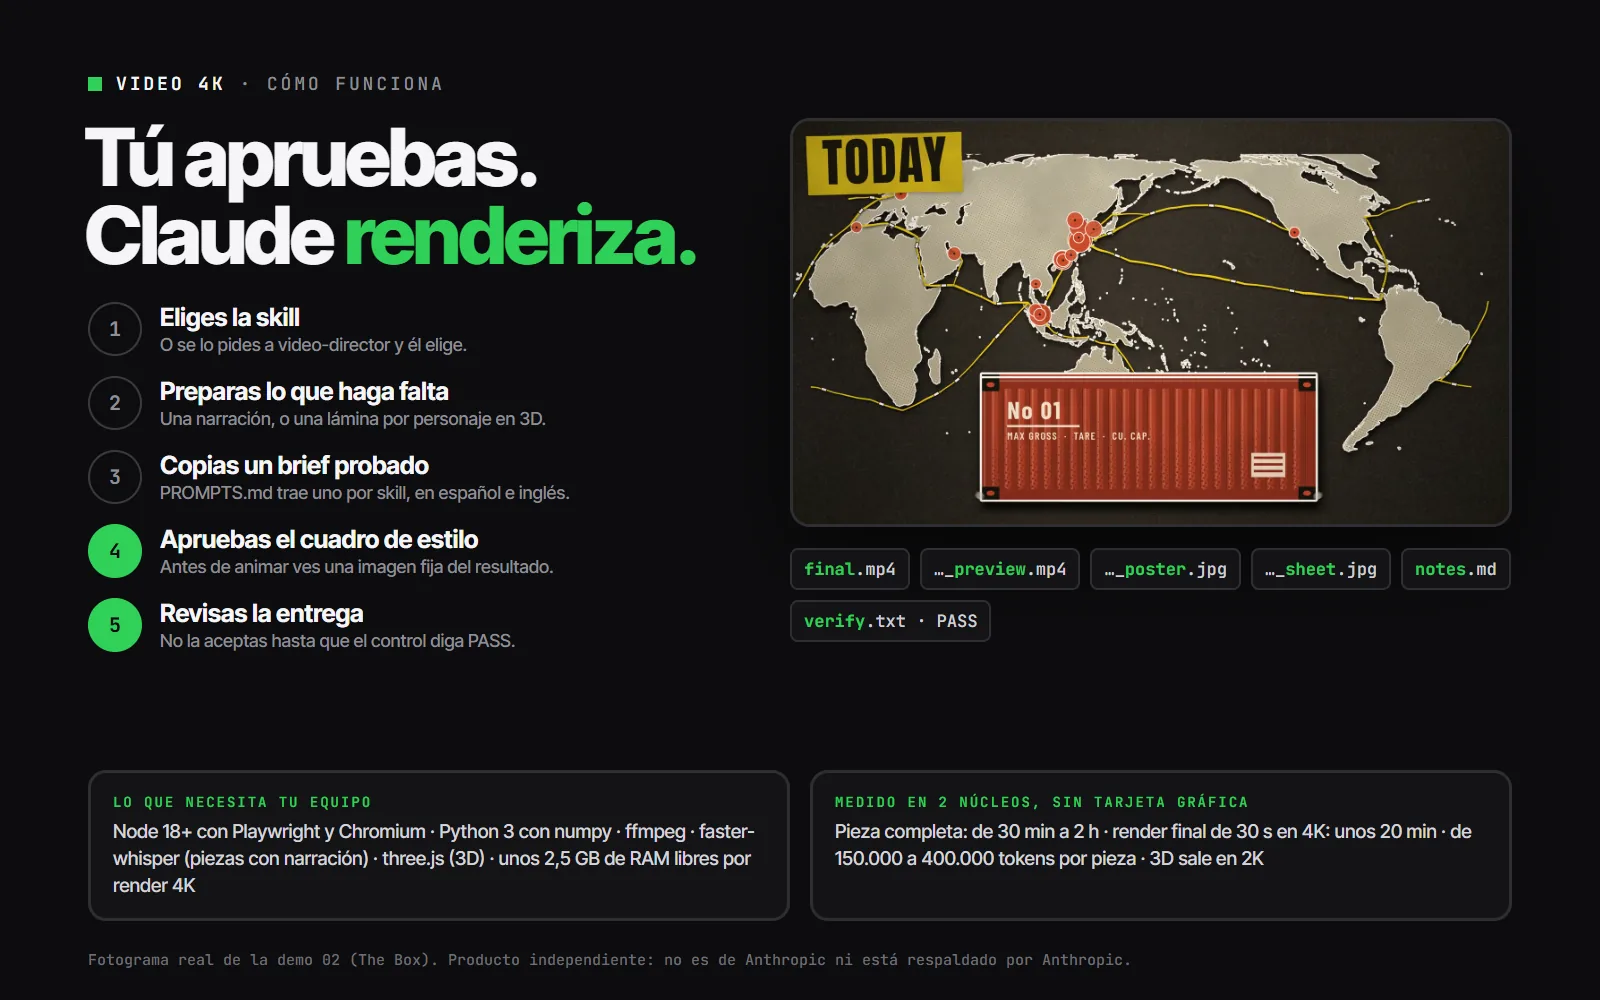 VIDEO 4K · CÓMO FUNCIONA
Tú apruebas.
Claude renderiza.
1
Eliges la skill
O se lo pides a video-director y él elige.
2
Preparas lo que haga falta
Una narración, o una lámina por personaje en 3D.
3
Copias un brief probado
PROMPTS.md trae uno por skill, en español e inglés.
4
Apruebas el cuadro de estilo
Antes de animar ves una imagen fija del resultado.
5
Revisas la entrega
No la aceptas hasta que el control diga PASS.
TODAY
No 01
MAX GROSS · TARE · CU. CAP.
final.mp4
…_preview.mp4
…_poster.jpg
…_sheet.jpg
notes.md
verify.txt · PASS
LO QUE NECESITA TU EQUIPO
Node 18+ con Playwright y Chromium · Python 3 con numpy · ffmpeg · faster-
whisper (piezas con narración) · three.js (3D) · unos 2,5 GB de RAM libres por
render 4K
MEDIDO EN 2 NÚCLEOS, SIN TARJETA GRÁFICA
Pieza completa: de 30 min a 2 h · render final de 30 s en 4K: unos 20 min · de
150.000 a 400.000 tokens por pieza · 3D sale en 2K
Fotograma real de la demo 02 (The Box). Producto independiente: no es de Anthropic ni está respaldado por Anthropic.